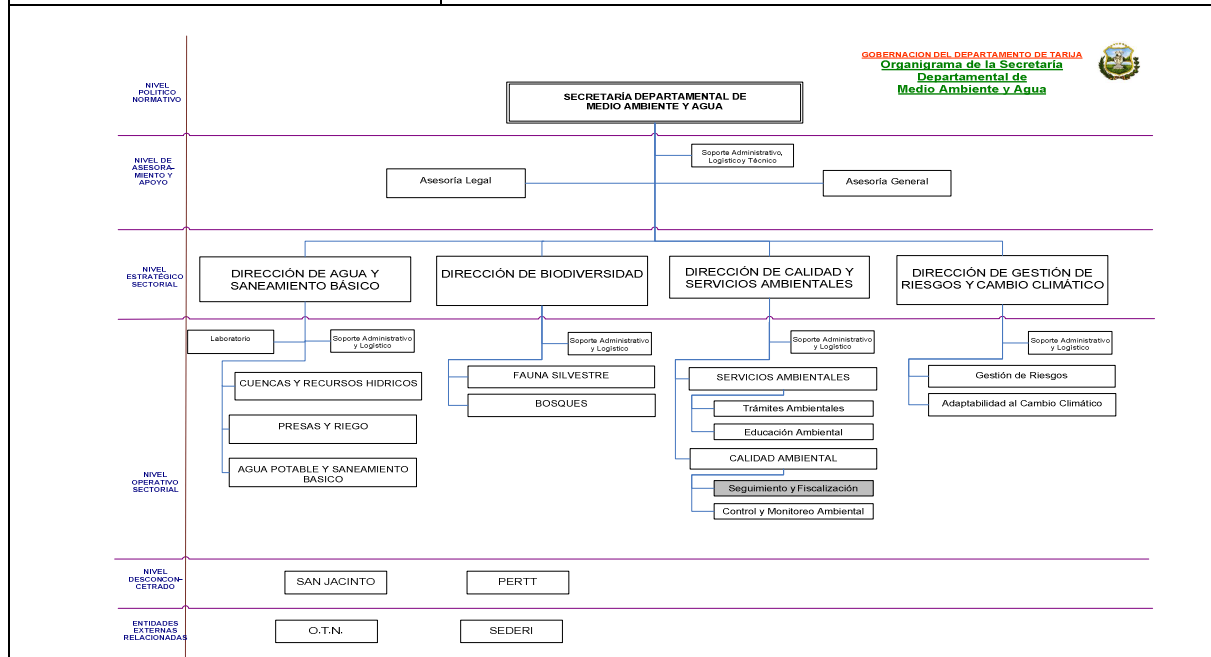 GOBERNACION DEL DEPARTAMENTO DE TARIJA
Organigrama de la Secretaría
Departamental de
Medio Ambiente y Agua
NIVEL
POLITICO
NORMATIVO
SECRETARÍA DEPARTAMENTAL DE
MEDIO AMBIENTE Y AGUA
NIVEL DE
ASESORA–
MIENTO Y
APOYO
Soporte Administrativo,
Logístico y Técnico
Asesoría Legal
Asesoría General
NIVEL
ESTRATÉGICO
SECTORIAL
DIRECCIÓN DE AGUA Y
SANEAMIENTO BÁSICO
DIRECCIÓN DE BIODIVERSIDAD
DIRECCIÓN DE CALIDAD Y
SERVICIOS AMBIENTALES
DIRECCIÓN DE GESTIÓN DE
RIESGOS Y CAMBIO CLIMÁTICO
NIVEL
OPERATIVO
SECTORIAL
Laboratorio
Soporte Administrativo
y Logístico
CUENCAS Y RECURSOS HIDRICOS
PRESAS Y RIEGO
AGUA POTABLE Y SANEAMIENTO
BASICO
Soporte Administrativo
y Logístico
FAUNA SILVESTRE
BOSQUES
Soporte Administrativo
y Logístico
SERVICIOS AMBIENTALES
Trámites Ambientales
Educación Ambiental
CALIDAD AMBIENTAL
Seguimiento y Fiscalización
Control y Monitoreo Ambiental
Soporte Administrativo
y Logístico
Gestión de Riesgos
Adaptabilidad al Cambio Climático
NIVEL
DESCONCON–
CETRADO
SAN JACINTO
PERTT
ENTIDADES
EXTERNAS
RELACIONADAS
O.T.N.
SEDERI